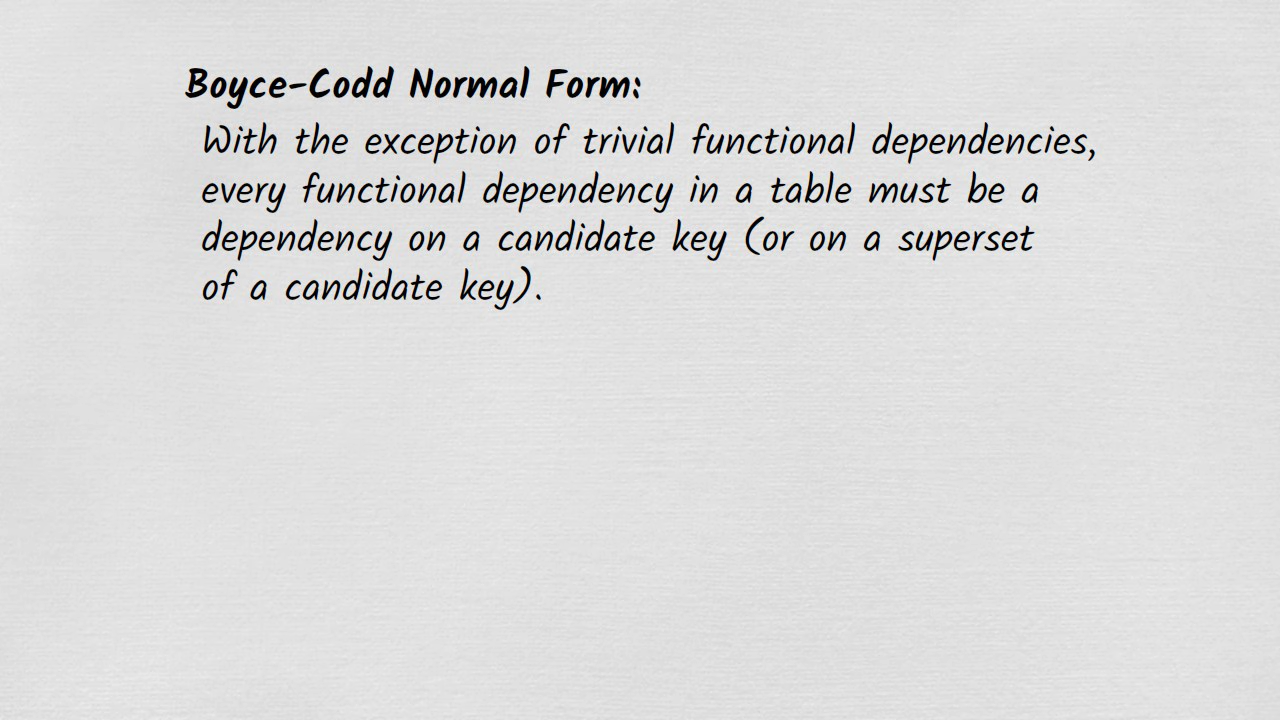 Boyce-Codd Normal Form:
With the exception of trivial functional dependencies,
every functional dependency in a table must be a
dependency on a candidate key (or on a superset
of a candidate key).